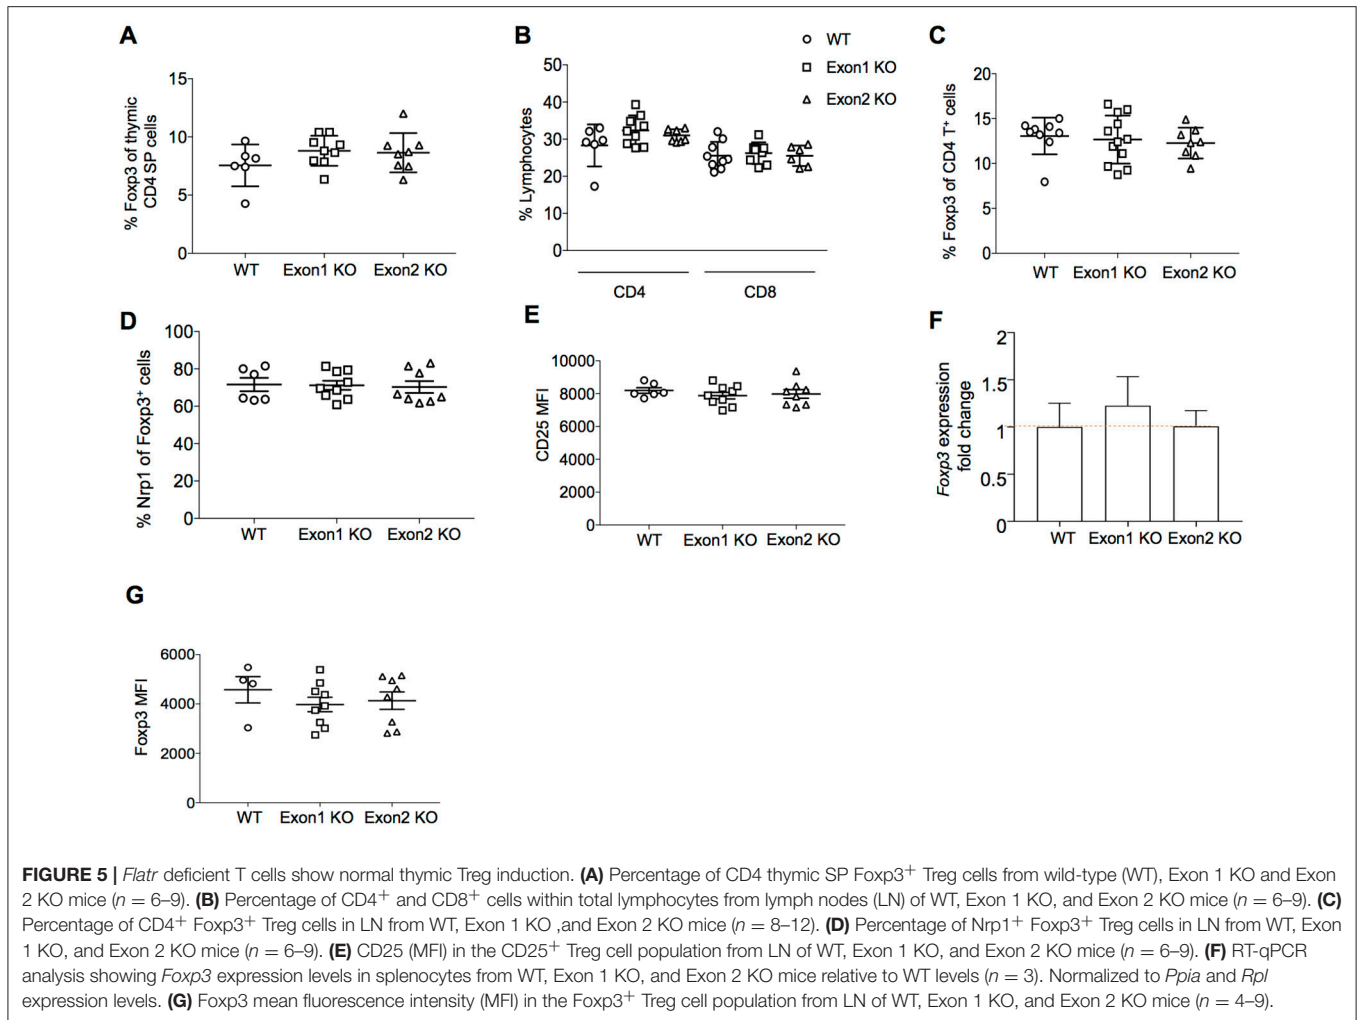 A
% Foxp3 of thymic
CD4 SP cells
15
10
5
0
WT
Exon1 KO
Exon2 KO
B
WT
Exon1 KO
Exon2 KO
% Lymphocytes
50
40
30
20
10
0
CD4
CD8
C
% Foxp3 of CD4 T+ cells
20
15
10
5
0
WT
Exon1 KO
Exon2 KO
D
% Nrp1 of Foxp3+ cells
100
80
60
40
20
0
WT
Exon1 KO
Exon2 KO
E
CD25 MFI
10000
8000
6000
4000
2000
0
WT
Exon1 KO
Exon2 KO
F
Foxp3 expression
fold change
2
1.5
1
0.5
0
WT
Exon1 KO
Exon2 KO
G
Foxp3 MFI
6000
4000
2000
0
WT
Exon1 KO
Exon2 KO
FIGURE 5 | Flatr deficient T cells show normal thymic Treg induction. (A) Percentage of CD4 thymic SP Foxp3+ Treg cells from wild-type (WT), Exon 1 KO and Exon
2 KO mice (n = 6–9). (B) Percentage of CD4+ and CD8+ cells within total lymphocytes from lymph nodes (LN) of WT, Exon 1 KO, and Exon 2 KO mice (n = 6–9). (C)
Percentage of CD4+ Foxp3+ Treg cells in LN from WT, Exon 1 KO ,and Exon 2 KO mice (n = 8–12). (D) Percentage of Nrp1+ Foxp3+ Treg cells in LN from WT, Exon
1 KO, and Exon 2 KO mice (n = 6–9). (E) CD25 (MFI) in the CD25+ Treg cell population from LN of WT, Exon 1 KO, and Exon 2 KO mice (n = 6–9). (F) RT-qPCR
analysis showing Foxp3 expression levels in splenocytes from WT, Exon 1 KO, and Exon 2 KO mice relative to WT levels (n = 3). Normalized to Ppia and Rpl
expression levels. (G) Foxp3 mean fluorescence intensity (MFI) in the Foxp3+ Treg cell population from LN of WT, Exon 1 KO, and Exon 2 KO mice (n = 4–9).